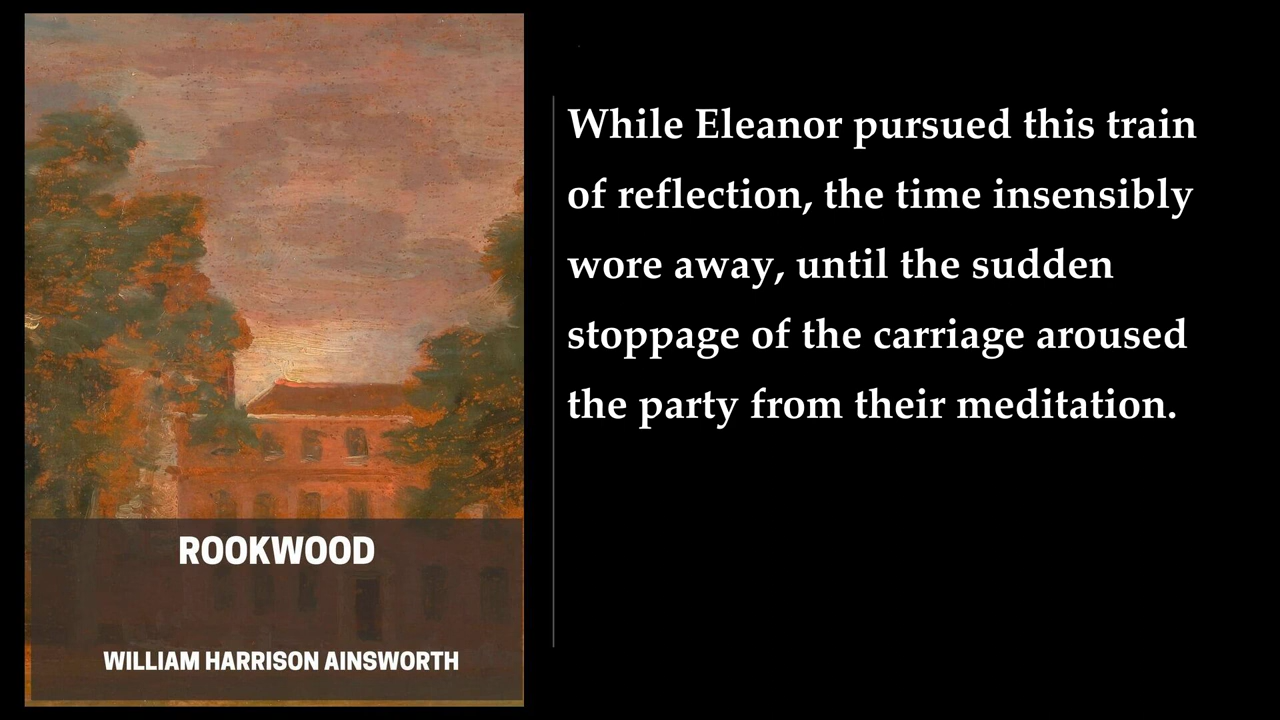 ROOKWOOD
WILLIAM HARRISON AINSWORTH
While Eleanor pursued this train
of reflection, the time insensibly
wore away, until the sudden
stoppage of the carriage aroused
the party from their meditation.